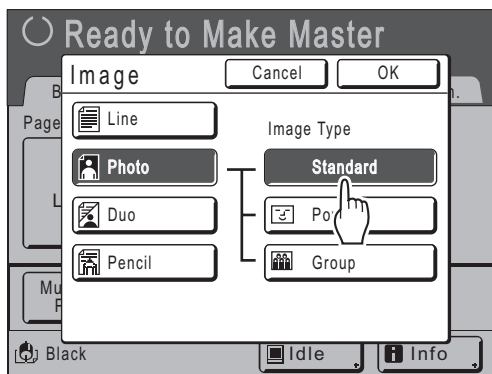 Ready to Make Master
Image
Cancel
OK
Page
Line
Image Type
Photo
Standard
Duo
Pencil
Group
Black
Idle
Info